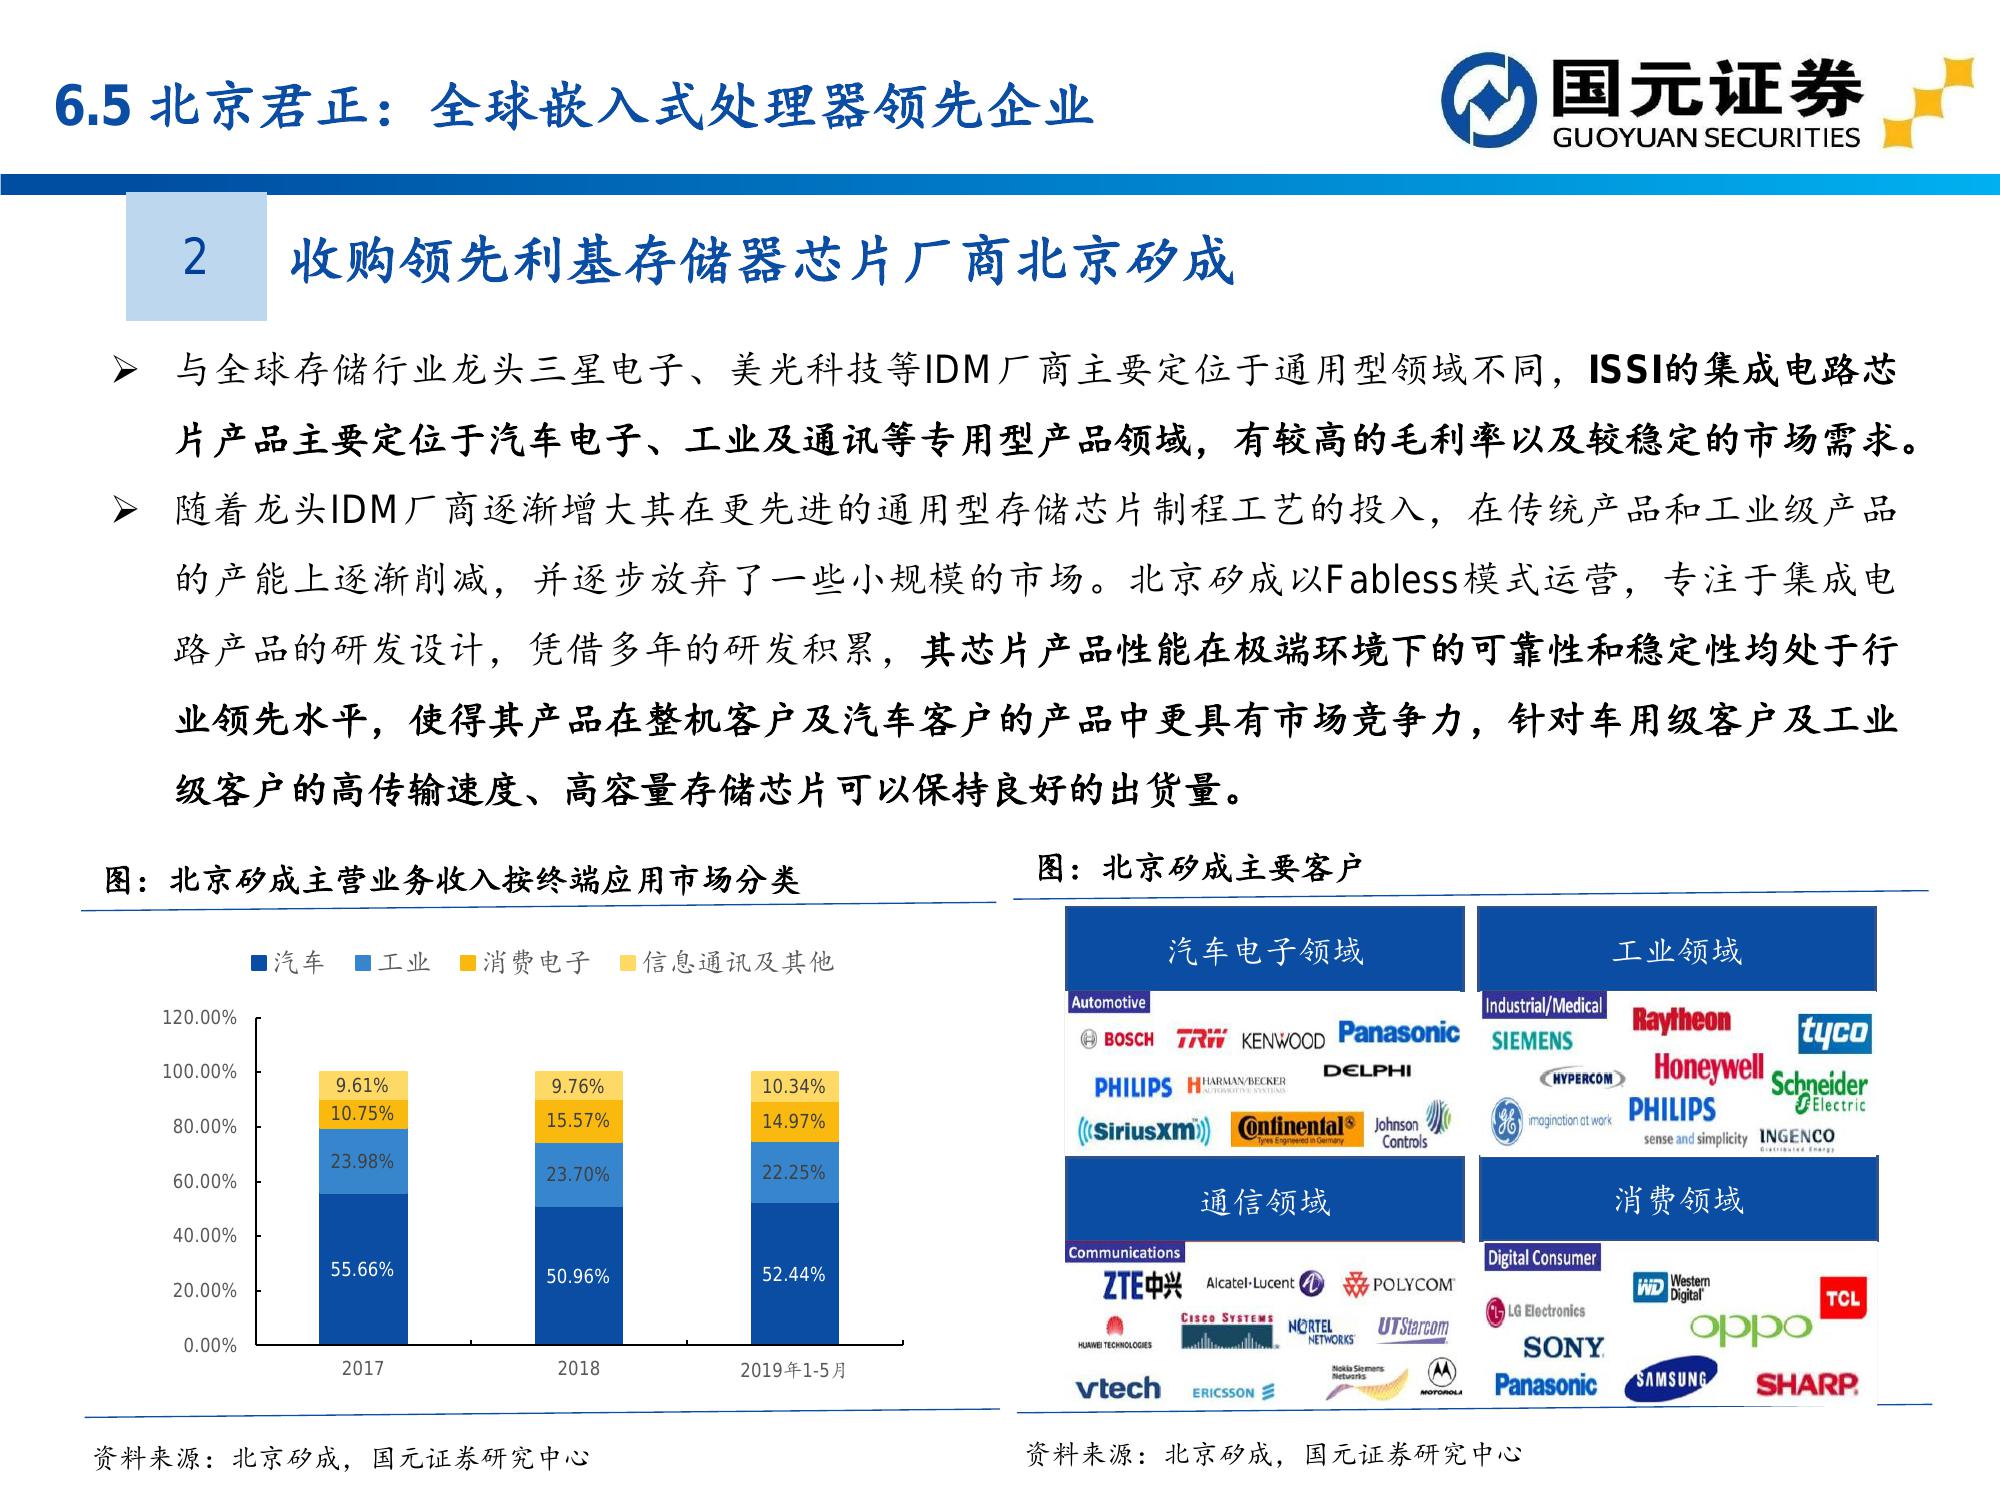 6.5 北京君正：全球嵌入式处理器领先企业
国元证券
GUOYUAN SECURITIES
2
收购领先利基存储器芯片厂商北京矽成
➢ 与全球存储行业龙头三星电子、美光科技等IDM厂商主要定位于通用型领域不同，ISSI的集成电路芯
片产品主要定位于汽车电子、工业及通讯等专用型产品领域，有较高的毛利率以及较稳定的市场需求。
➢ 随着龙头IDM厂商逐渐增大其在更先进的通用型存储芯片制程工艺的投入，在传统产品和工业级产品
的产能上逐渐削减，并逐步放弃了一些小规模的市场。北京矽成以Fabless模式运营，专注于集成电
路产品的研发设计，凭借多年的研发积累，其芯片产品性能在极端环境下的可靠性和稳定性均处于行
业领先水平，使得其产品在整机客户及汽车客户的产品中更具有市场竞争力，针对车用级客户及工业
级客户的高传输速度、高容量存储芯片可以保持良好的出货量。
图：北京矽成主营业务收入按终端应用市场分类
汽车 工业 消费电子 信息通讯及其他
120.00%
100.00%
80.00%
60.00%
40.00%
20.00%
0.00%
9.61%
10.75%
23.98%
55.66%
9.76%
15.57%
23.70%
50.96%
10.34%
14.97%
22.25%
52.44%
2017 2018 2019年1-5月
资料来源：北京矽成，国元证券研究中心
图：北京矽成主要客户
汽车电子领域
Automotive
BOSCH TRW KENWOOD Panasonic
DELPHI
PHILIPS HARMAN/BECKER
AUTOMOTIVE SYSTEMS
SiriusXm Continental Johnson
Tyres Engineered in Germany Controls
工业领域
Industrial/Medical
Raytheon
SIEMENS tyco
HYPERCOM Honeywell
Schneider
Electric
GE imagination at work PHILIPS
sense and simplicity INGENCO
Distributed Energy
通信领域
Communications
ZTE中兴 Alcatel·Lucent POLYCOM
HUAWEI TECHNOLOGIES CISCO SYSTEMS NORTEL
NETWORKS UTStarcom
vtech ERICSSON Nokia Siemens
Networks MOTOROLA
消费领域
Digital Consumer
WD Western
Digital TCL
LG Electronics oppo
SONY
Panasonic SAMSUNG SHARP
资料来源：北京矽成，国元证券研究中心